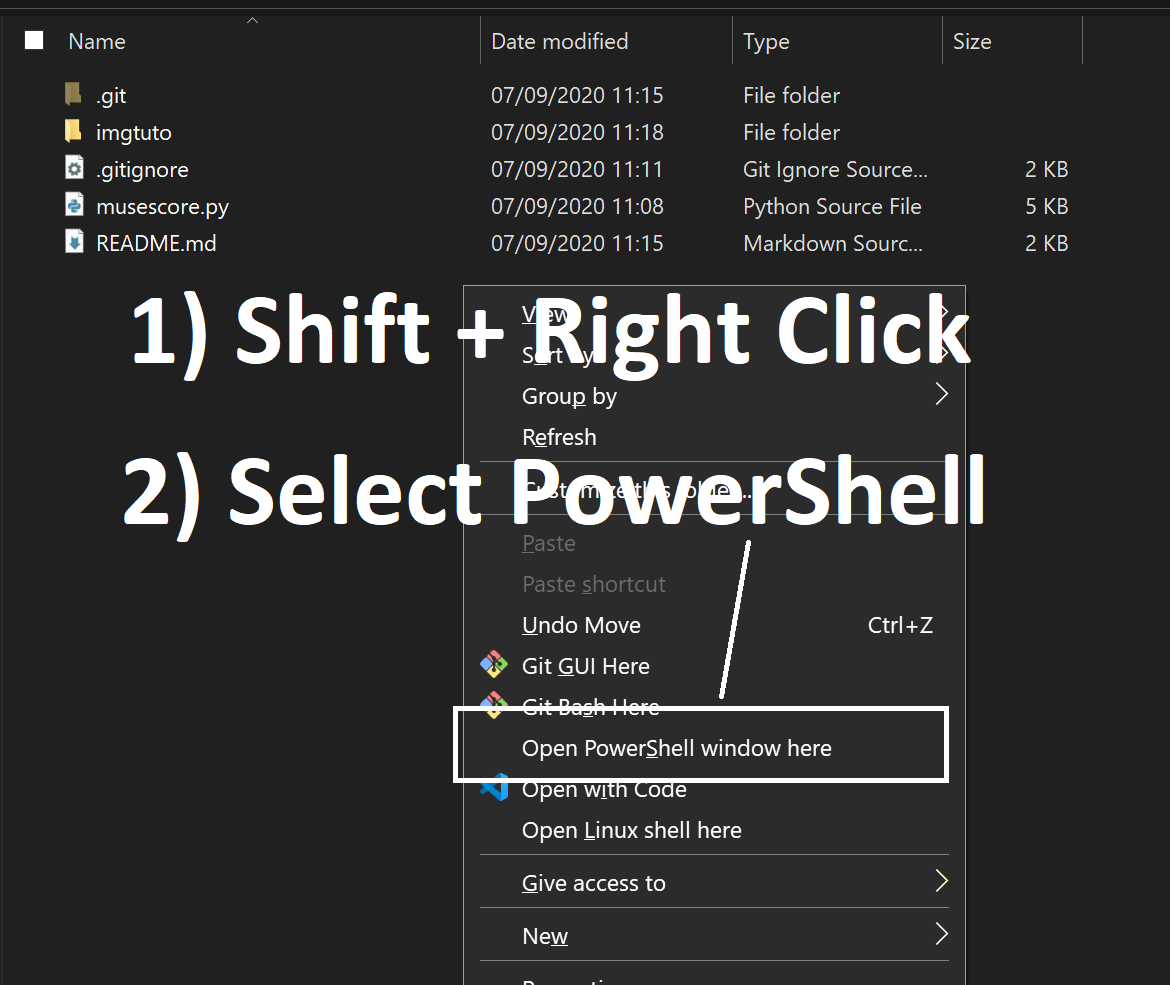 Name Date modified Type Size
.git 07/09/2020 11:15 File folder
imgtuto 07/09/2020 11:18 File folder
.gitignore 07/09/2020 11:11 Git Ignore Source... 2 KB
musescore.py 07/09/2020 11:08 Python Source File 5 KB
README.md 07/09/2020 11:15 Markdown Sourc... 2 KB
View
1) Shift + Right Click
Sort by
Group by
Refresh
2) Select PowerShell
Customize this folder...
Paste
Paste shortcut
Undo Move Ctrl+Z
Git GUI Here
Git Bash Here
Open PowerShell window here
Open with Code
Open Linux shell here
Give access to
New